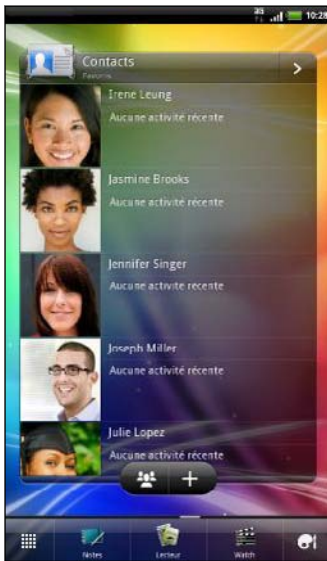 3G 10:28
Contacts
Favoris
Irene Leung
Aucune activité récente
Jasmine Brooks
Aucune activité récente
Jennifer Singer
Aucune activité récente
Joseph Miller
Aucune activité récente
Julie Lopez
Aucune activité récente
Notes Lecteur Watch